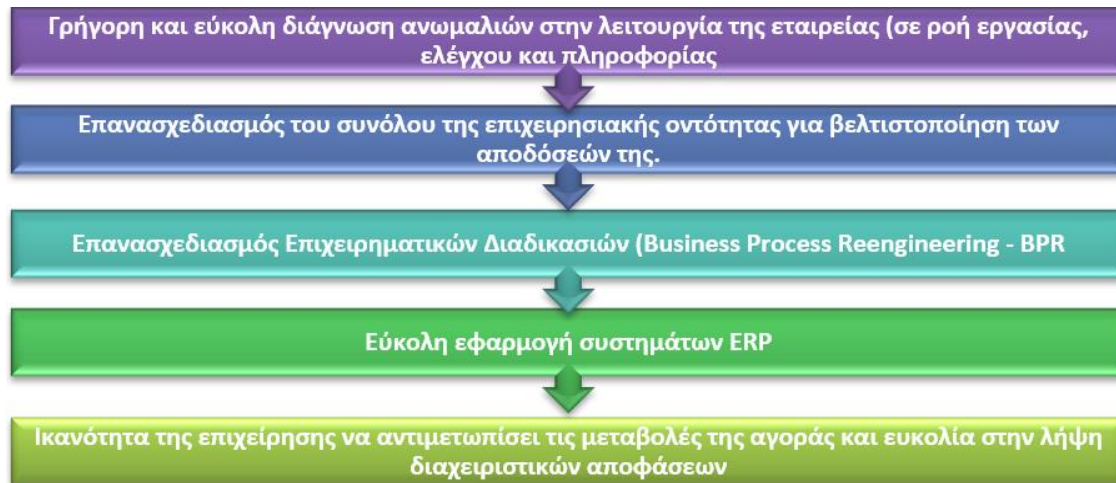 Γρήγορη και εύκολη διάγνωση ανωμαλιών στην λειτουργία της εταιρείας (σε ροή εργασίας,
ελέγχου και πληροφορίας
Επανασχεδιασμός του συνόλου της επιχειρησιακής οντότητας για βελτιστοποίηση των
αποδόσεών της.
Επανασχεδιασμός Επιχειρηματικών Διαδικασιών (Business Process Reengineering - BPR
Εύκολη εφαρμογή συστημάτων ERP
Ικανότητα της επιχείρησης να αντιμετωπίσει τις μεταβολές της αγοράς και ευκολία στην λήψη
διαχειριστικών αποφάσεων